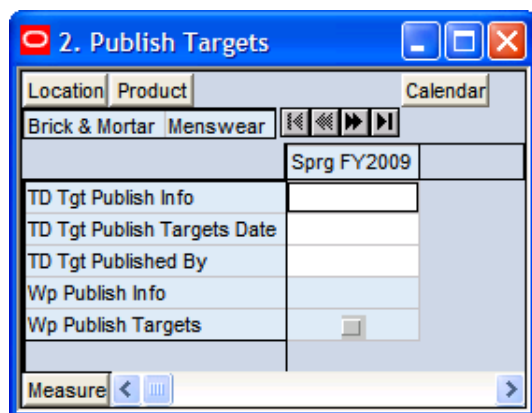 2. Publish Targets
Location Product Calendar
Brick & Mortar Menswear
Sprg FY2009
TD Tgt Publish Info
TD Tgt Publish Targets Date
TD Tgt Published By
Wp Publish Info
Wp Publish Targets
Measure